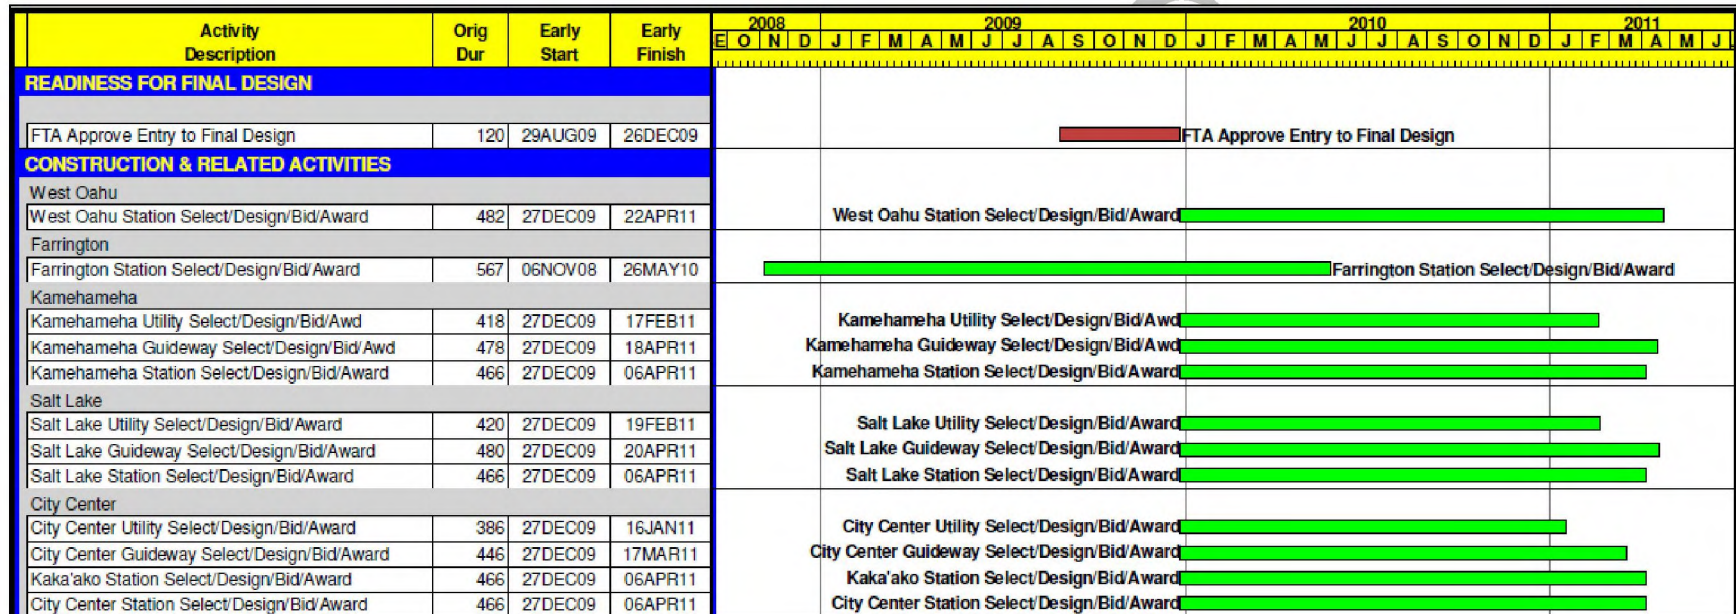 Activity Description Orig Dur Early Start Early Finish
2008 2009 2010 2011
E O N D J F M A M J J A S O N D J F M A M J J A S O N D J F M A M J
READINESS FOR FINAL DESIGN
FTA Approve Entry to Final Design 120 29AUG09 26DEC09 FTA Approve Entry to Final Design
CONSTRUCTION & RELATED ACTIVITIES
West Oahu
West Oahu Station Select/Design/Bid/Award 482 27DEC09 22APR11 West Oahu Station Select/Design/Bid/Award
Farrington
Farrington Station Select/Design/Bid/Award 567 06NOV08 26MAY10 Farrington Station Select/Design/Bid/Award
Kamehameha
Kamehameha Utility Select/Design/Bid/Awd 418 27DEC09 17FEB11 Kamehameha Utility Select/Design/Bid/Awd
Kamehameha Guideway Select/Design/Bid/Awd 478 27DEC09 18APR11 Kamehameha Guideway Select/Design/Bid/Awd
Kamehameha Station Select/Design/Bid/Award 466 27DEC09 06APR11 Kamehameha Station Select/Design/Bid/Award
Salt Lake
Salt Lake Utility Select/Design/Bid/Award 420 27DEC09 19FEB11 Salt Lake Utility Select/Design/Bid/Award
Salt Lake Guideway Select/Design/Bid/Award 480 27DEC09 20APR11 Salt Lake Guideway Select/Design/Bid/Award
Salt Lake Station Select/Design/Bid/Award 466 27DEC09 06APR11 Salt Lake Station Select/Design/Bid/Award
City Center
City Center Utility Select/Design/Bid/Award 386 27DEC09 16JAN11 City Center Utility Select/Design/Bid/Award
City Center Guideway Select/Design/Bid/Award 446 27DEC09 17MAR11 City Center Guideway Select/Design/Bid/Award
Kaka'ako Station Select/Design/Bid/Award 466 27DEC09 06APR11 Kaka'ako Station Select/Design/Bid/Award
City Center Station Select/Design/Bid/Award 466 27DEC09 06APR11 City Center Station Select/Design/Bid/Award